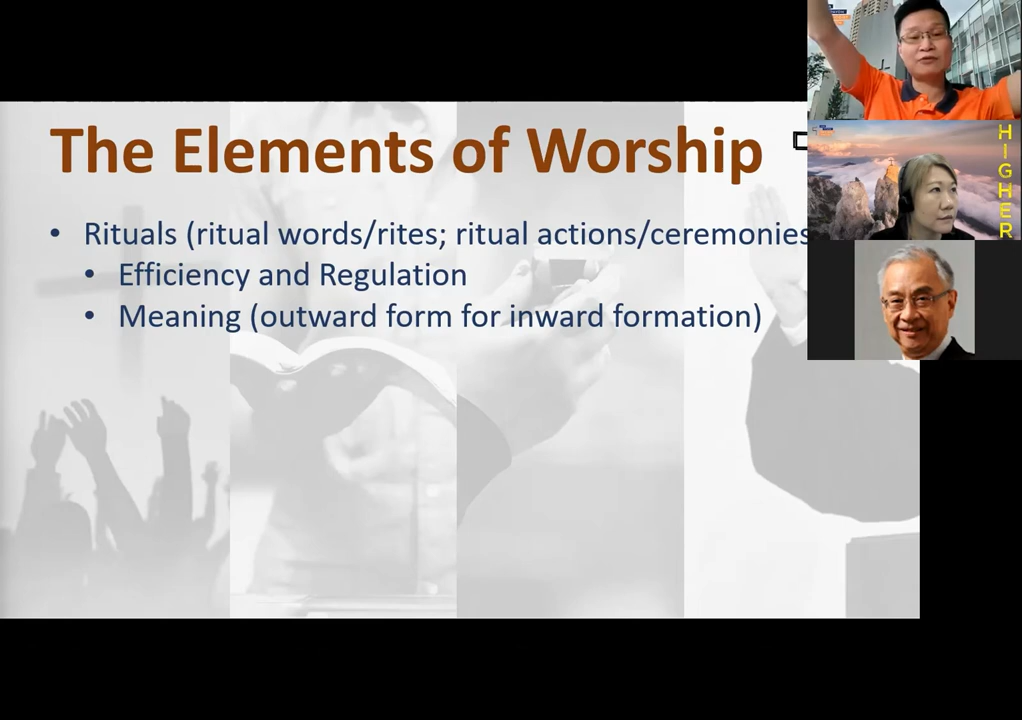 The Elements of Worship
• Rituals (ritual words/rites; ritual actions/ceremonies
• Efficiency and Regulation
• Meaning (outward form for inward formation)
HIGHER